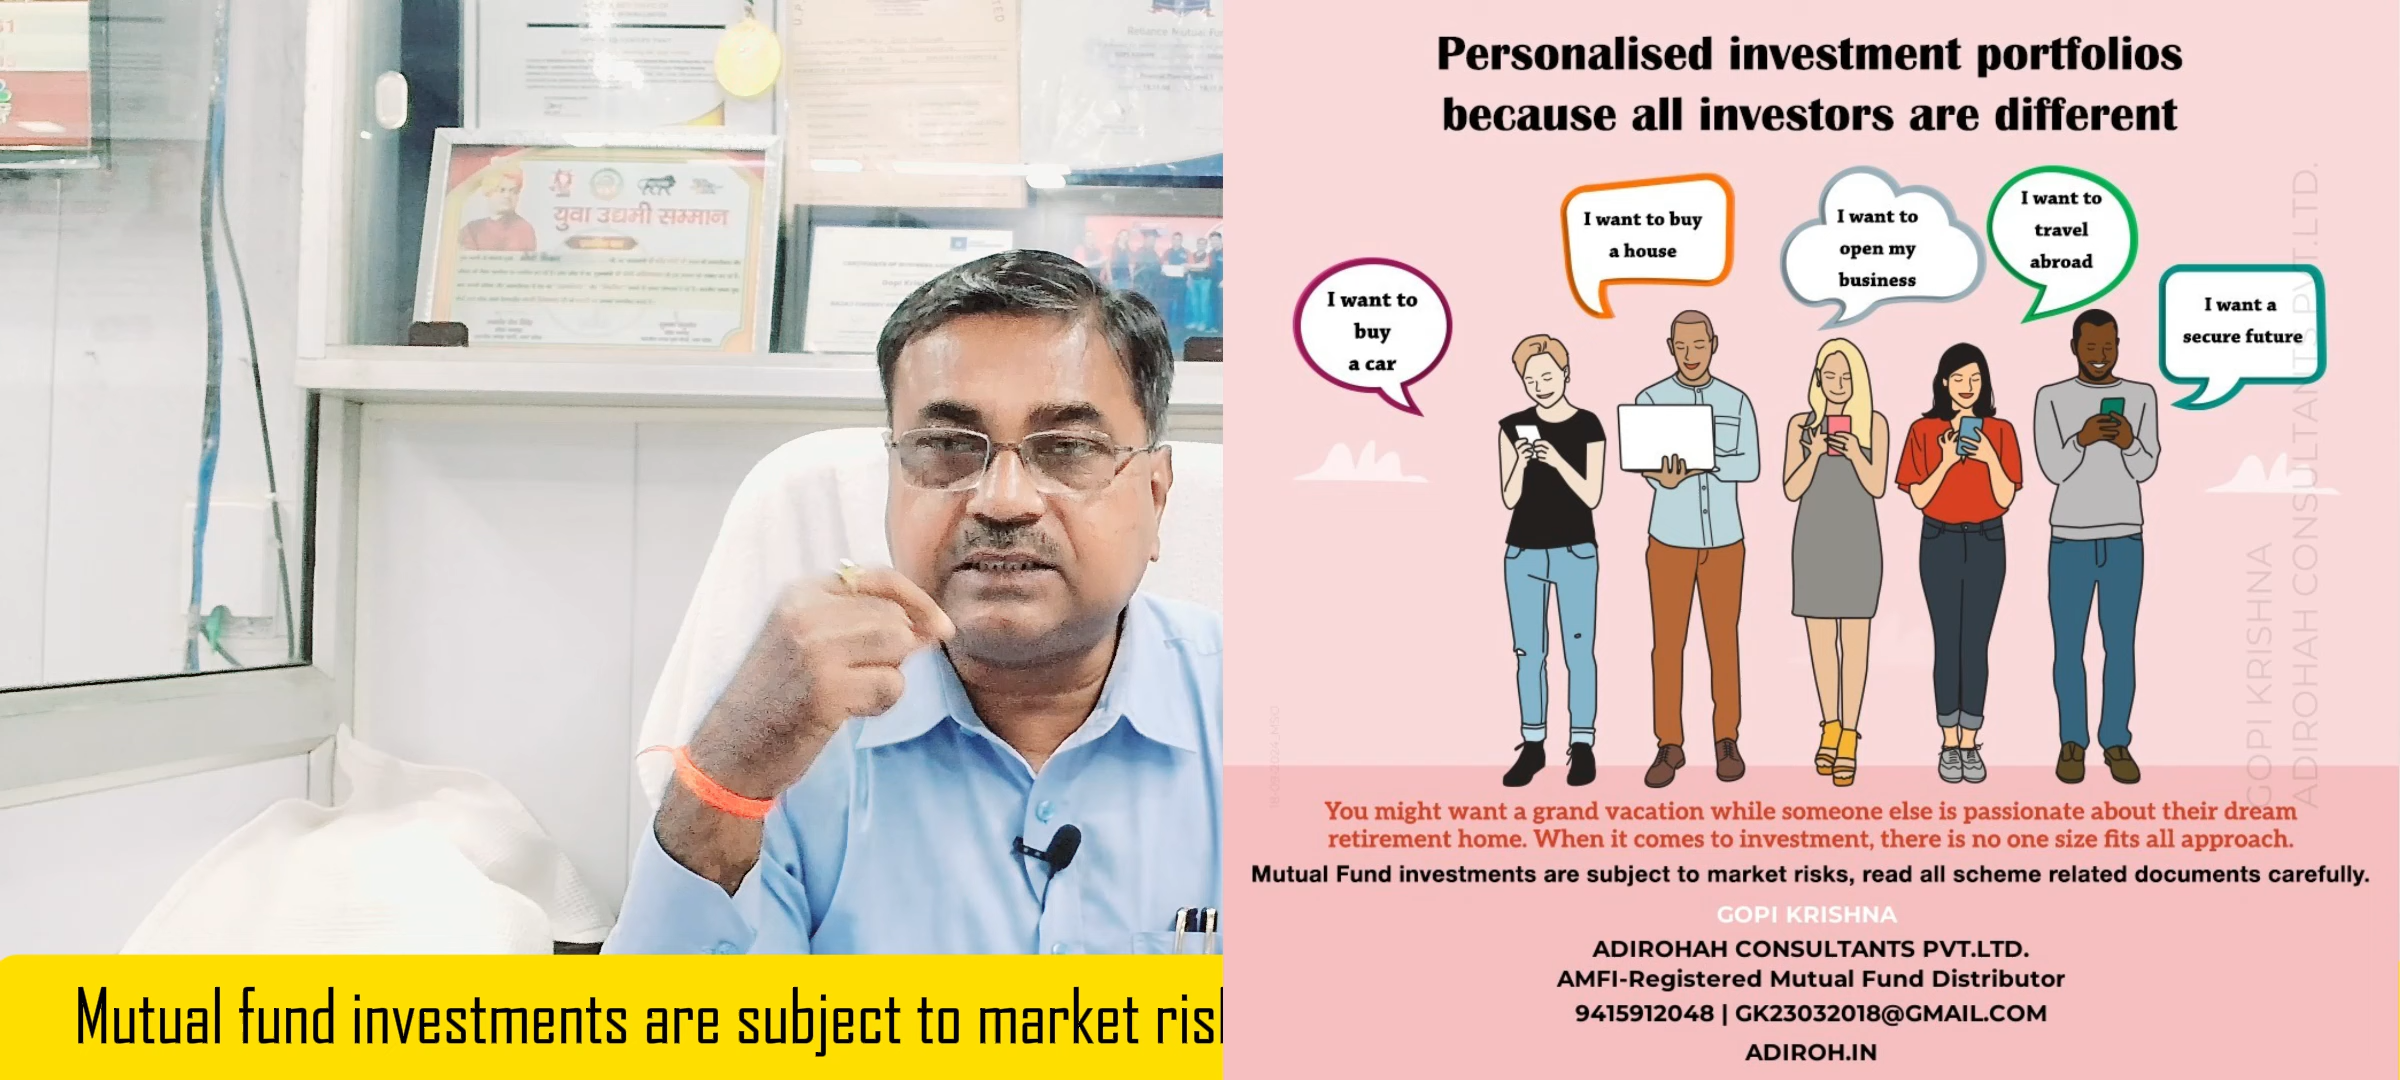 युवा उद्यमी सम्मान
Reliance Mutual Fu
Mutual fund investments are subject to market ris
Personalised investment portfolios
because all investors are different
I want to
buy
a car
I want to buy
a house
I want to
open my
business
I want to
travel
abroad
I want a
secure future
GOPI KRISHNA
ADIROHAH CONSULTANTS PVT.LTD.
You might want a grand vacation while someone else is passionate about their dream
retirement home. When it comes to investment, there is no one size fits all approach.
Mutual Fund investments are subject to market risks, read all scheme related documents carefully.
GOPI KRISHNA
ADIROHAH CONSULTANTS PVT.LTD.
AMFI-Registered Mutual Fund Distributor
9415912048 | GK23032018@GMAIL.COM
ADIROH.IN